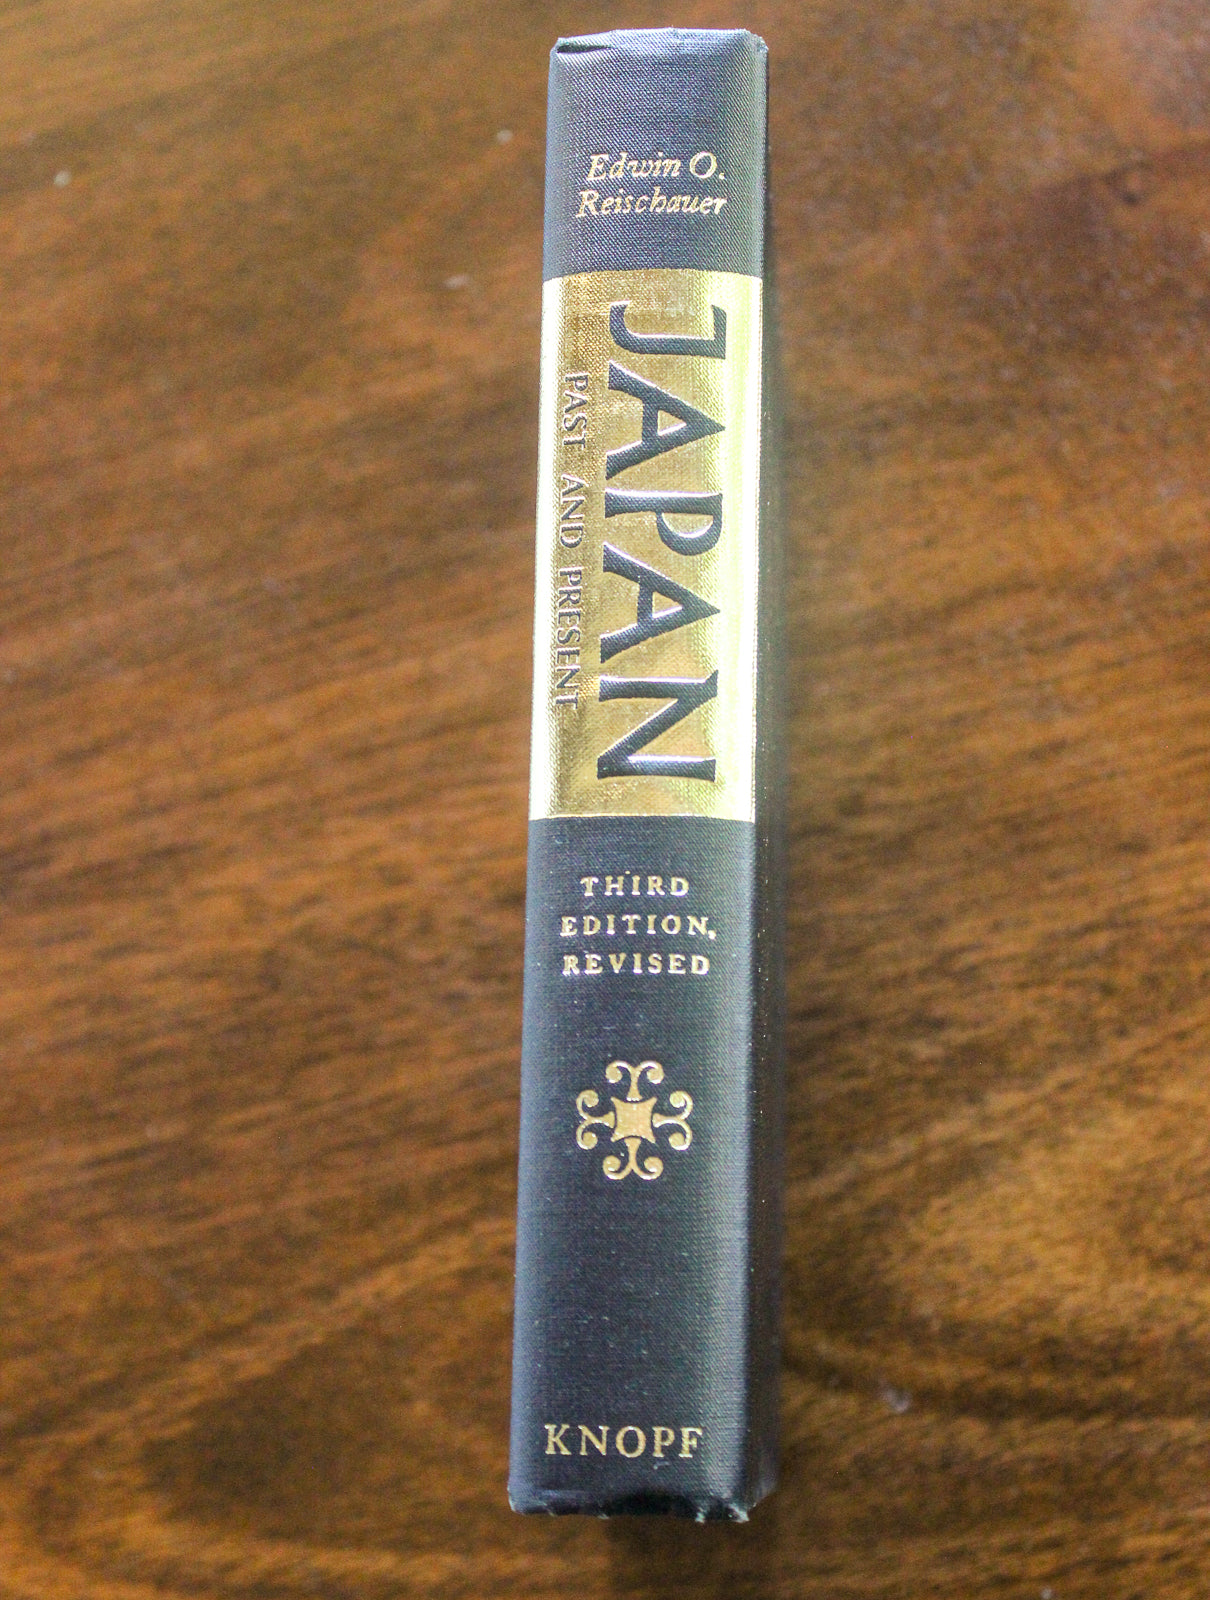 Edwin O.
Reischauer
JAPAN
PAST AND PRESENT
THIRD
EDITION,
REVISED
KNOPF